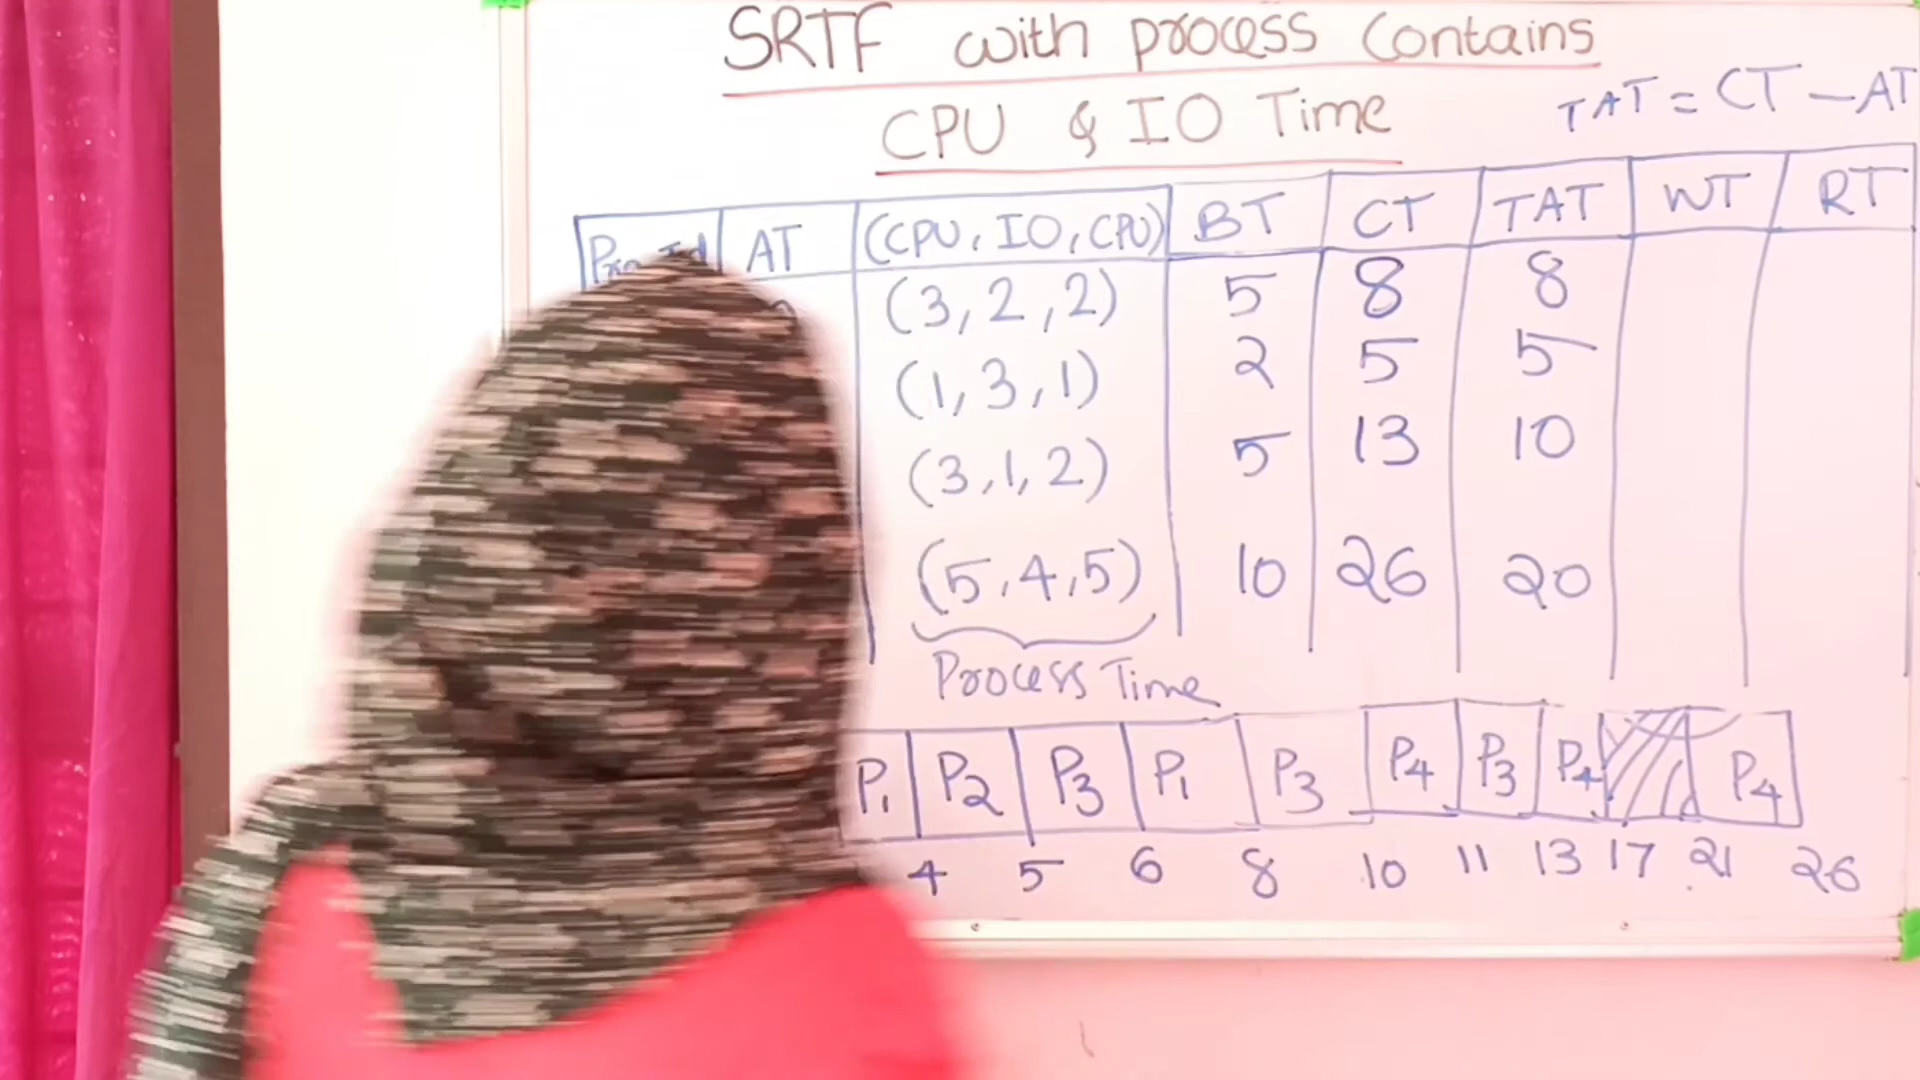 SRTF with process Contains
CPU & IO Time
TAT = CT - AT
AT (CPU, IO, CPU) BT CT TAT WT RT
(3, 2, 2) 5 8 8
(1, 3, 1) 2 5 5
(3, 1, 2) 5 13 10
(5, 4, 5) 10 26 20
Process Time
P1 P2 P3 P1 P3 P4 P3 P4 P4
4 5 6 8 10 11 13 17 21 26